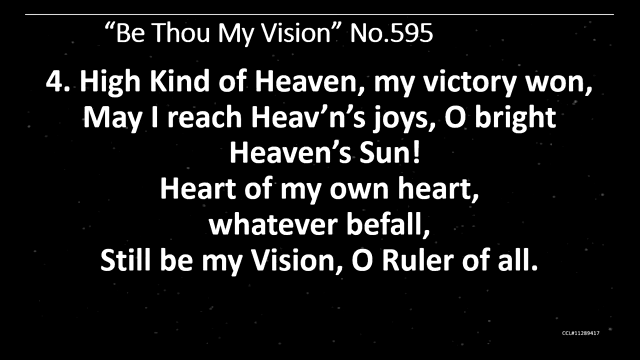 “Be Thou My Vision” No.595
4. High Kind of Heaven, my victory won,
May I reach Heav’n’s joys, O bright
Heaven’s Sun!
Heart of my own heart,
whatever befall,
Still be my Vision, O Ruler of all.
CCL#11289417